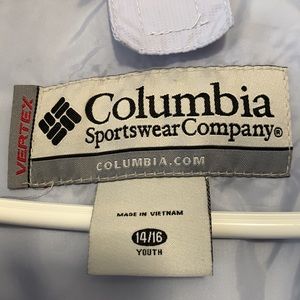 VERTEX
Columbia
Sportswear Company®
COLUMBIA.COM
MADE IN VIETNAM
14/16
YOUTH